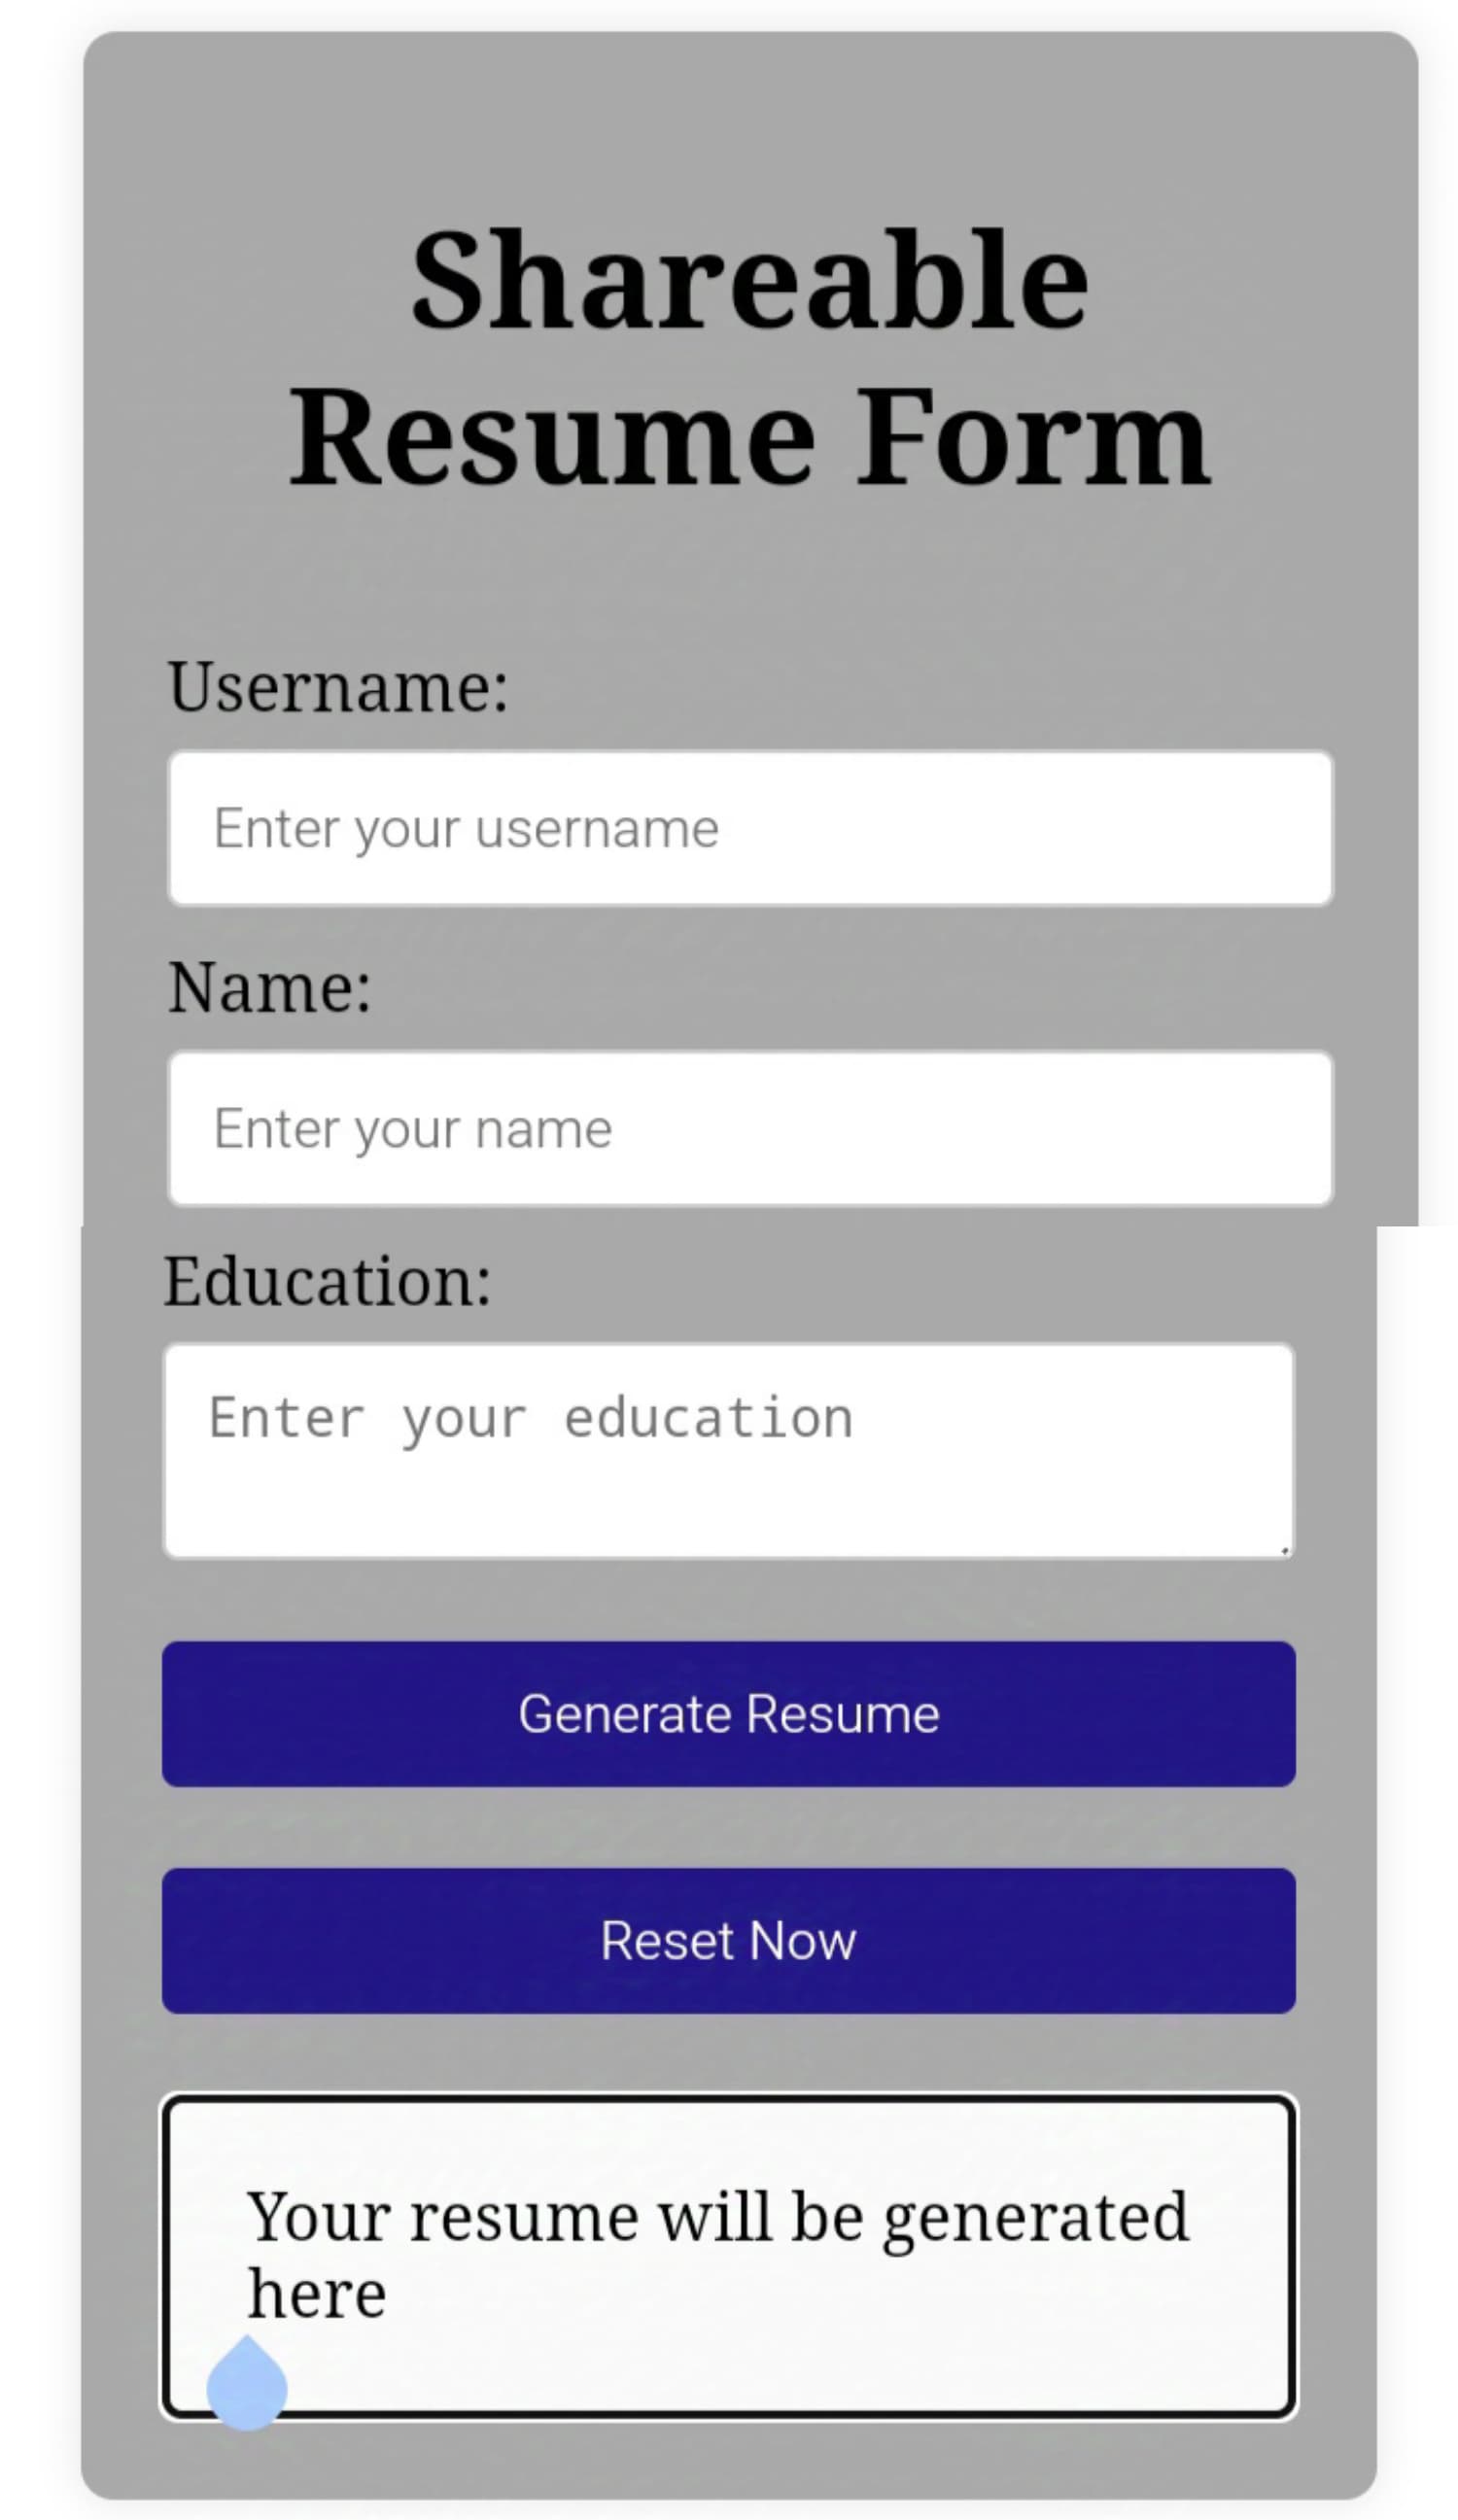 Shareable
Resume Form
Username:
Enter your username
Name:
Enter your name
Education:
Enter your education
Generate Resume
Reset Now
Your resume will be generated
here